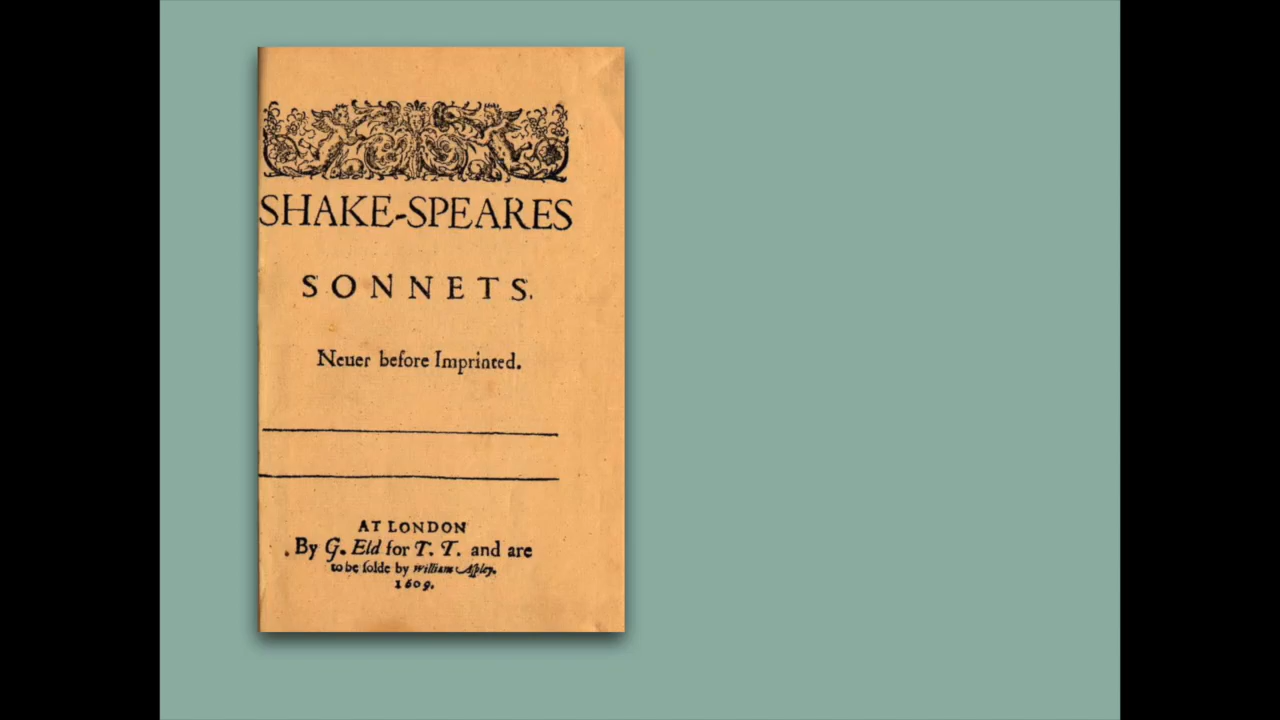 SHAKE-SPEARES
SONNETS.
Neuer before Imprinted.
AT LONDON
By G. Eld for T. T. and are
to be ſolde by William Aſpley.
1609.